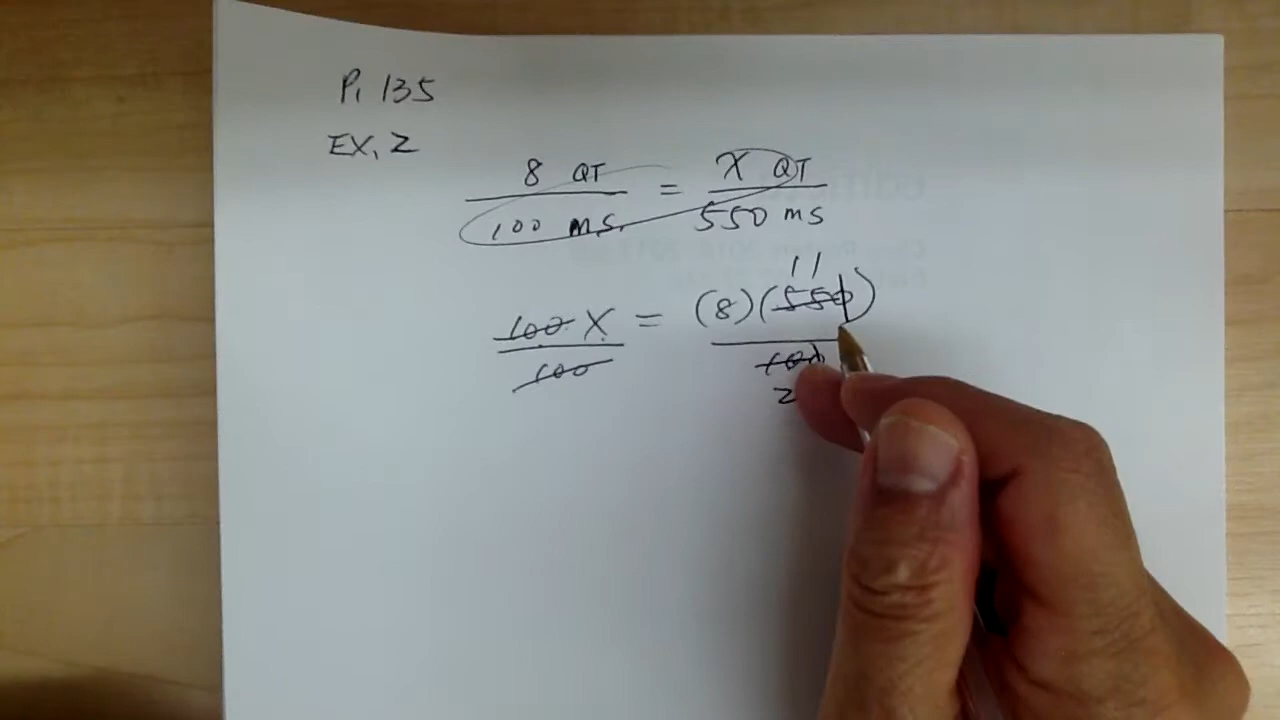 P. 135
EX. 2
8 QT / 100 ms. = X QT / 550 ms
11
100 X = (8)(550)
100 100
2